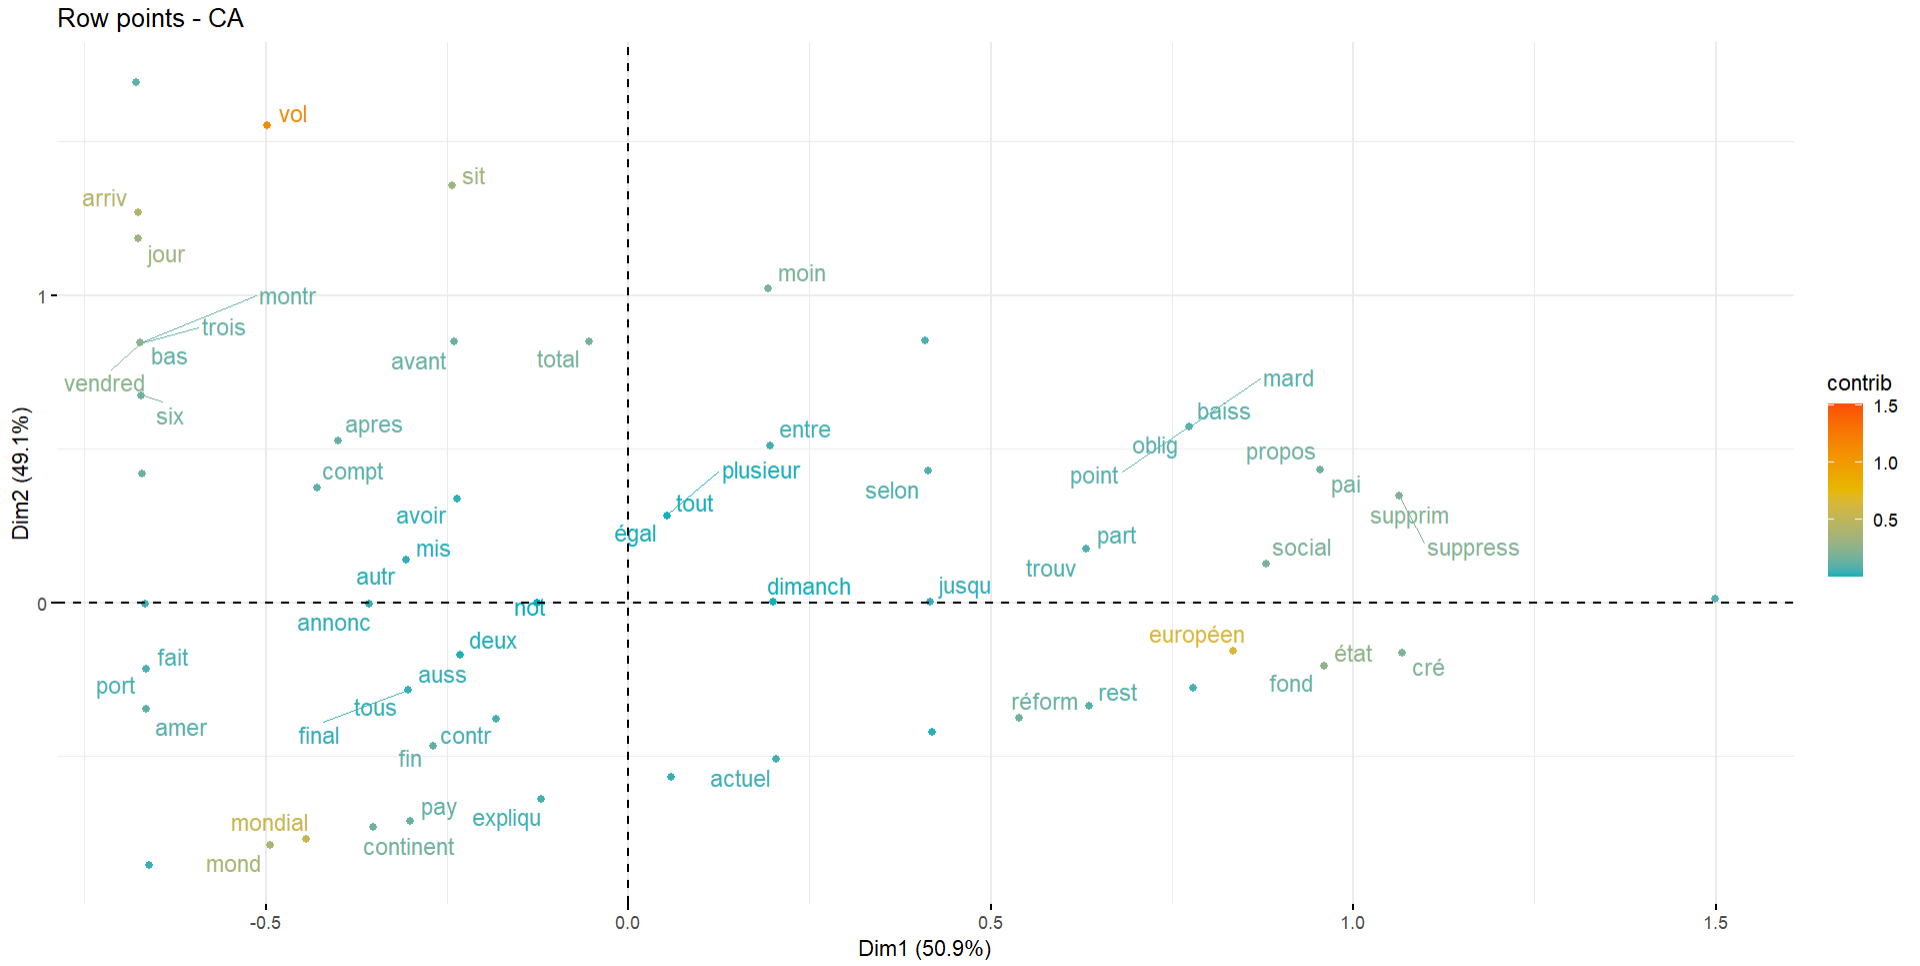 Row points - CA
vol
sit
arriv
jour
moin
montr
trois
bas
avant
total
vendred
mard
six
baiss
apres
entre
oblig
propos
compt
plusieur
point
selon
pai
tout
avoir
supprim
égal
mis
part
social
suppress
autr
trouv
dimanch
jusqu
not
annonc
deux
européen
fait
état
cré
port
auss
fond
tous
réform
rest
amer
final
contr
fin
actuel
pay
mondial
expliqu
continent
mond
1
0
Dim2 (49.1%)
-0.5
0.0
0.5
1.0
1.5
Dim1 (50.9%)
contrib
1.5
1.0
0.5